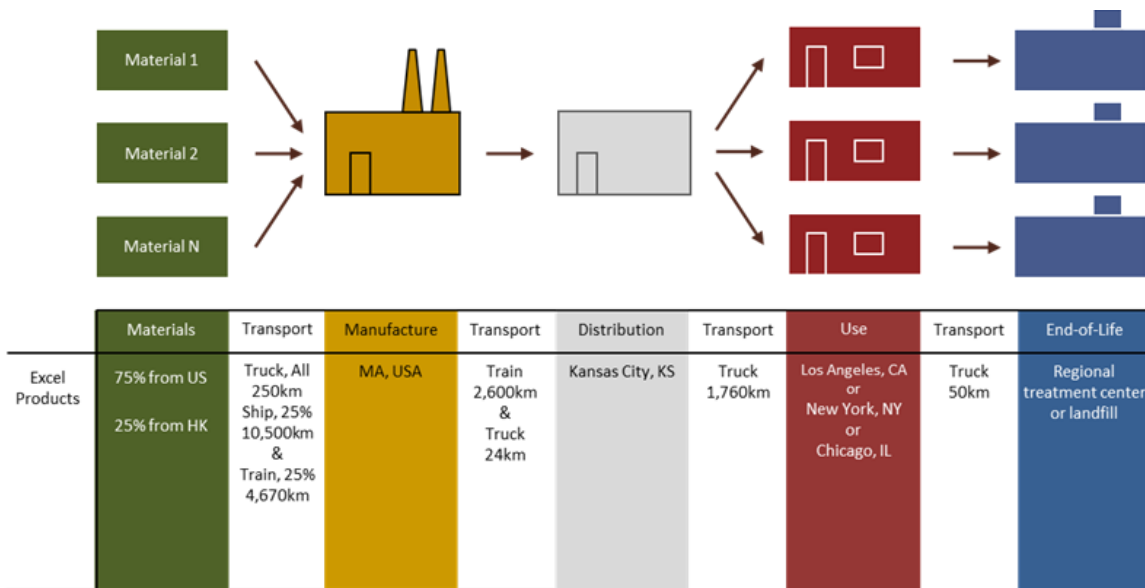 Material 1
Material 2
Material N
Materials
Transport
Manufacture
Transport
Distribution
Transport
Use
Transport
End-of-Life
Excel
Products
75% from US
25% from HK
Truck, All
250km
Ship, 25%
10,500km
&
Train, 25%
4,670km
MA, USA
Train
2,600km
&
Truck
24km
Kansas City, KS
Truck
1,760km
Los Angeles, CA
or
New York, NY
or
Chicago, IL
Truck
50km
Regional
treatment center
or landfill